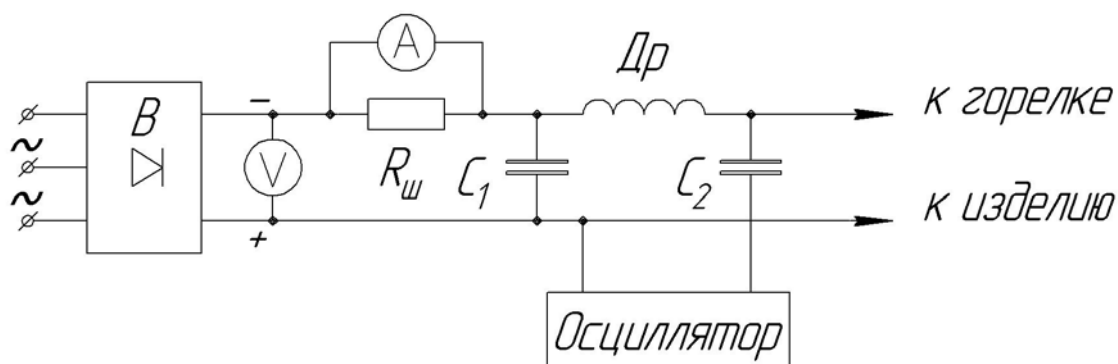 А
Др
В
−
к горелке
~
V
Rш
C1
C2
~
к изделию
+
Осциллятор